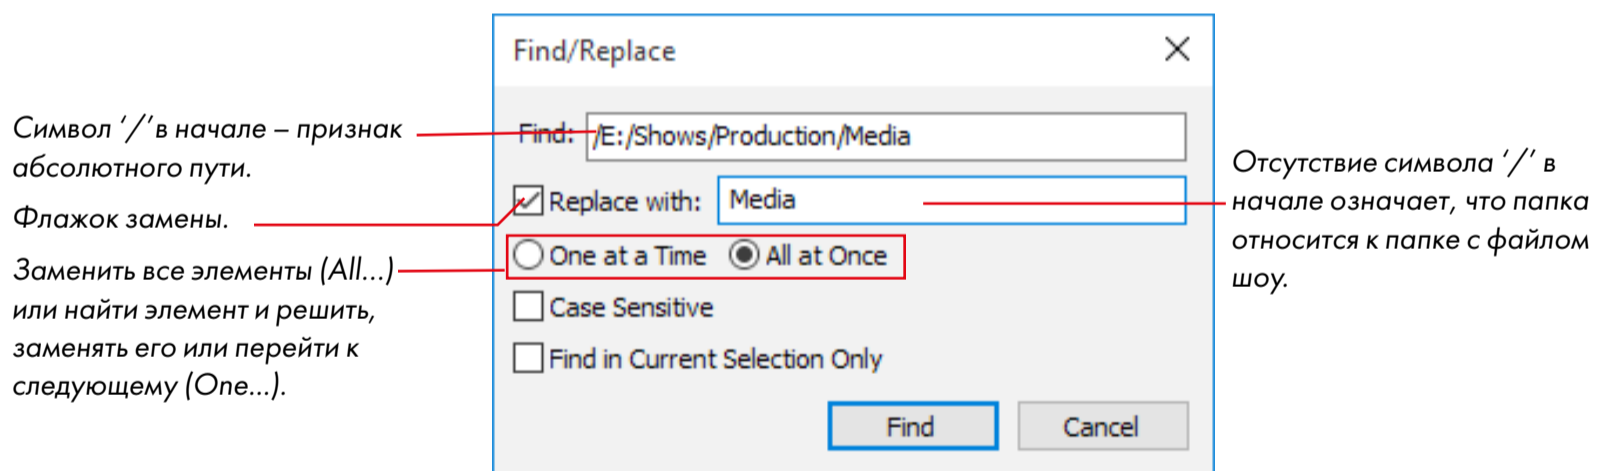 Find/Replace
Символ ‘/’ в начале – признак
абсолютного пути.
Флажок замены.
Заменить все элементы (All...)
или найти элемент и решить,
заменять его или перейти к
следующему (One...).
Find: /E:/Shows/Production/Media
Replace with: Media
One at a Time All at Once
Case Sensitive
Find in Current Selection Only
Find Cancel
Отсутствие символа ‘/’ в
начале означает, что папка
относится к папке с файлом
шоу.